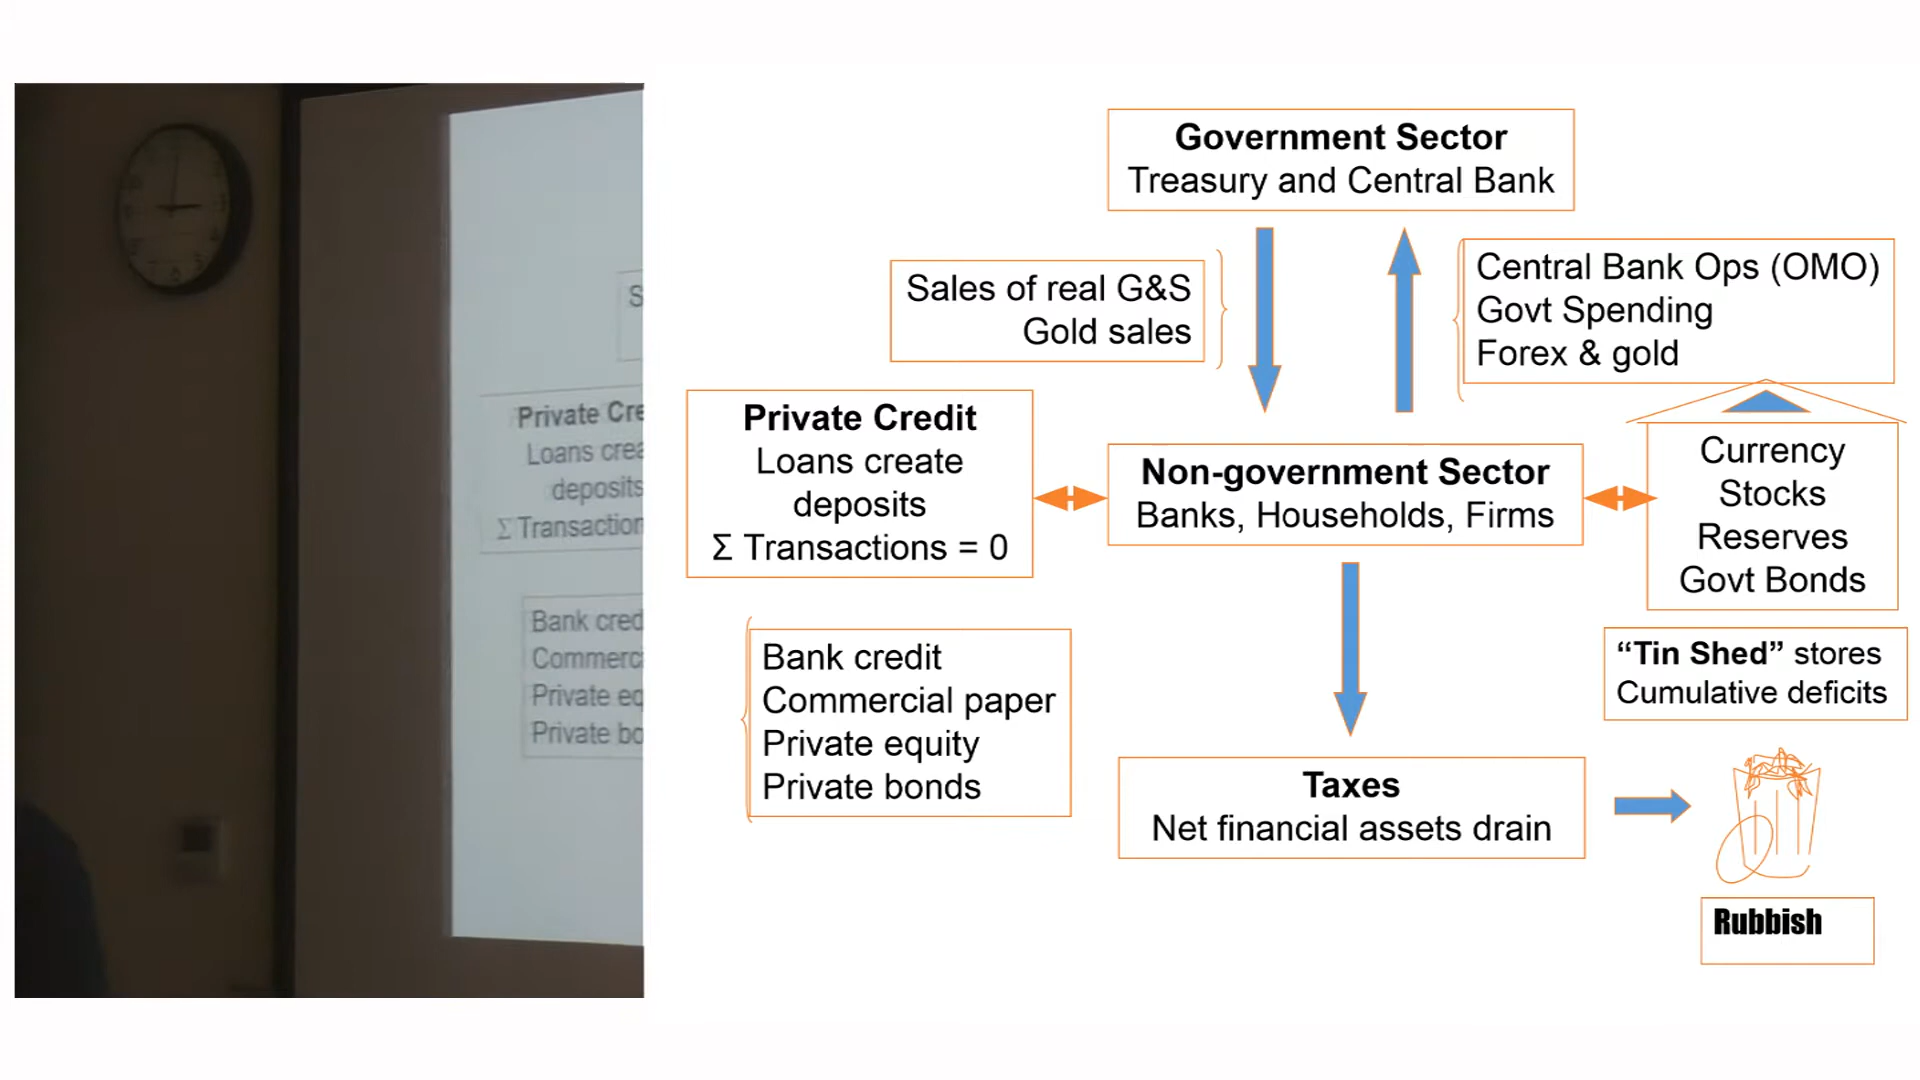 S
Private Cre
Loans crea
deposits
Σ Transaction
Bank cred
Commerc
Private eq
Private bo
Government Sector
Treasury and Central Bank
Sales of real G&S
Gold sales
Central Bank Ops (OMO)
Govt Spending
Forex & gold
Private Credit
Loans create
deposits
Σ Transactions = 0
Non-government Sector
Banks, Households, Firms
Currency
Stocks
Reserves
Govt Bonds
Bank credit
Commercial paper
Private equity
Private bonds
“Tin Shed” stores
Cumulative deficits
Taxes
Net financial assets drain
Rubbish